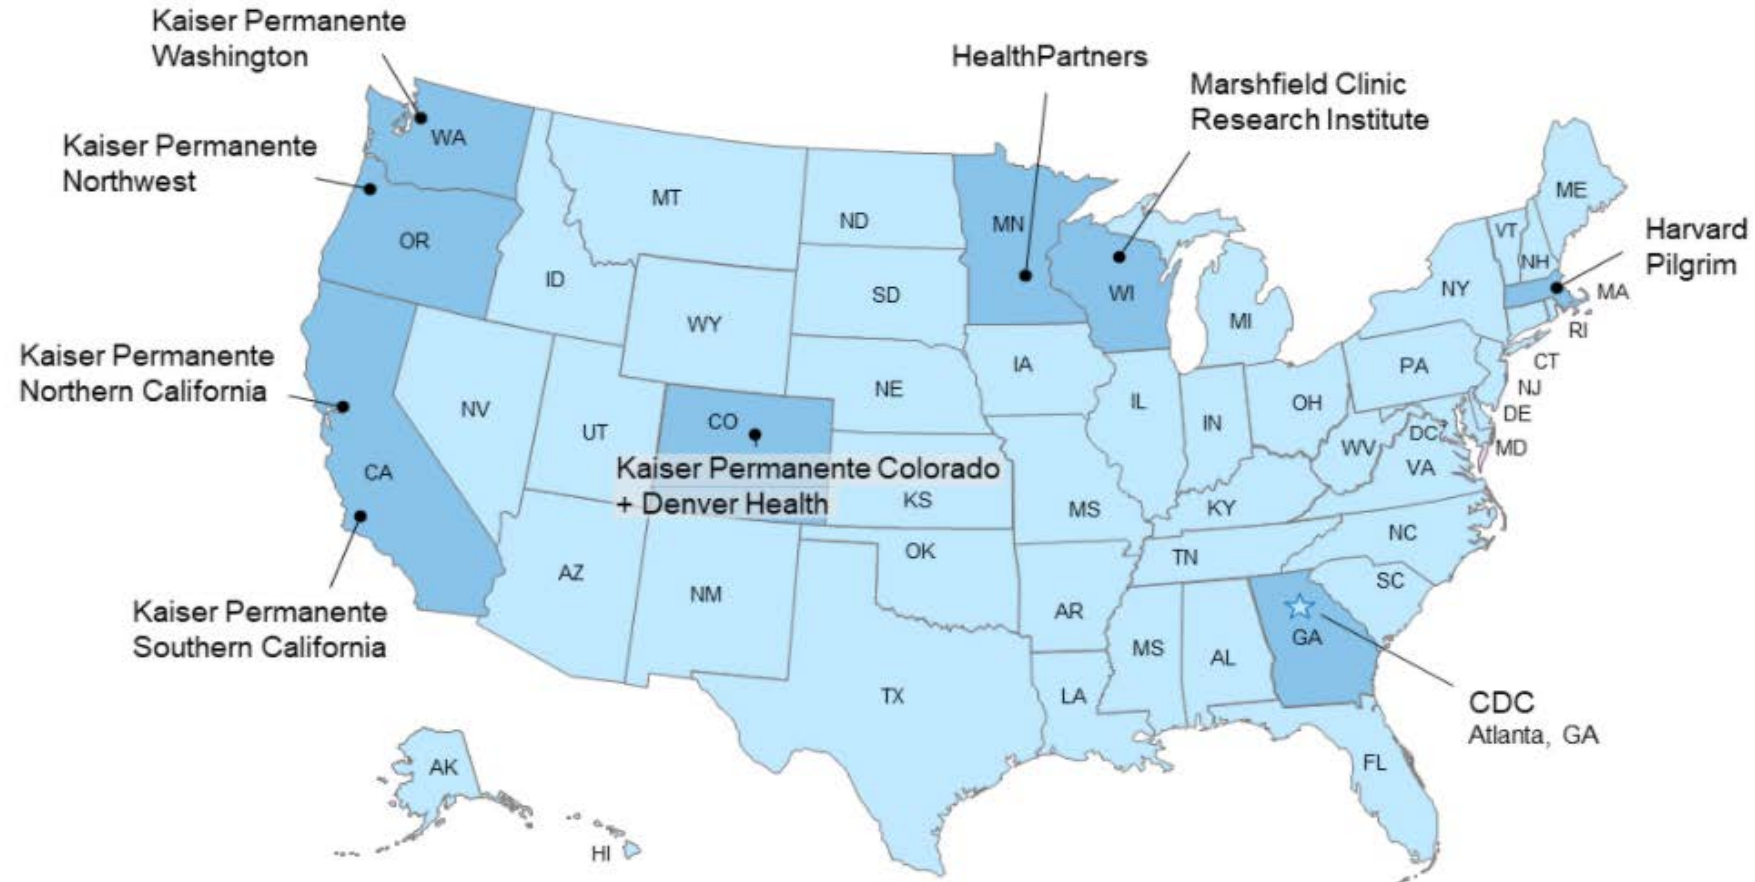 Kaiser Permanente
Washington
HealthPartners
Marshfield Clinic
Research Institute
Kaiser Permanente
Northwest
WA
MT
ND
MN
ME
VT
NH
Harvard
Pilgrim
OR
ID
SD
WI
NY
MA
WY
MI
RI
Kaiser Permanente
Northern California
IA
PA
CT
NJ
NV
UT
CO
NE
IL
IN
OH
DE
WV
DC
MD
VA
CA
Kaiser Permanente Colorado
+ Denver Health
KS
MS
KY
NC
AZ
NM
OK
TN
SC
AR
GA
Kaiser Permanente
Southern California
MS
AL
TX
LA
CDC
Atlanta, GA
FL
AK
HI